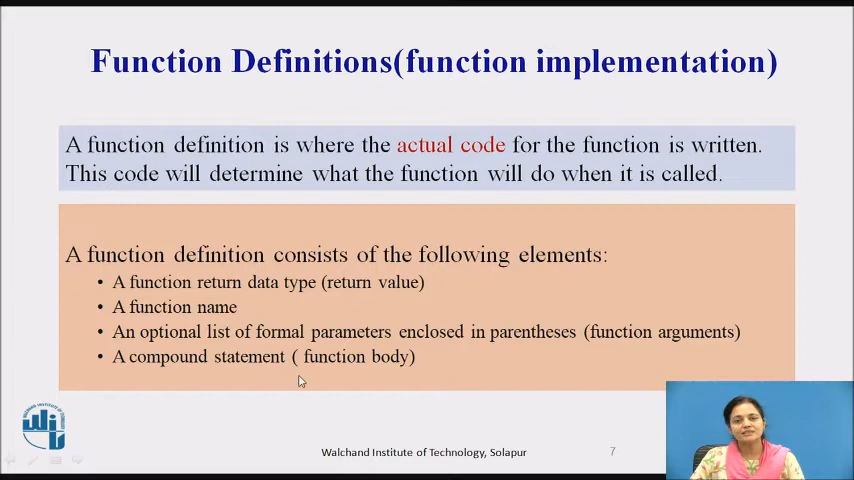 Function Definitions(function implementation)
A function definition is where the actual code for the function is written.
This code will determine what the function will do when it is called.
A function definition consists of the following elements:
• A function return data type (return value)
• A function name
• An optional list of formal parameters enclosed in parentheses (function arguments)
• A compound statement ( function body)
Walchand Institute of Technology, Solapur
7